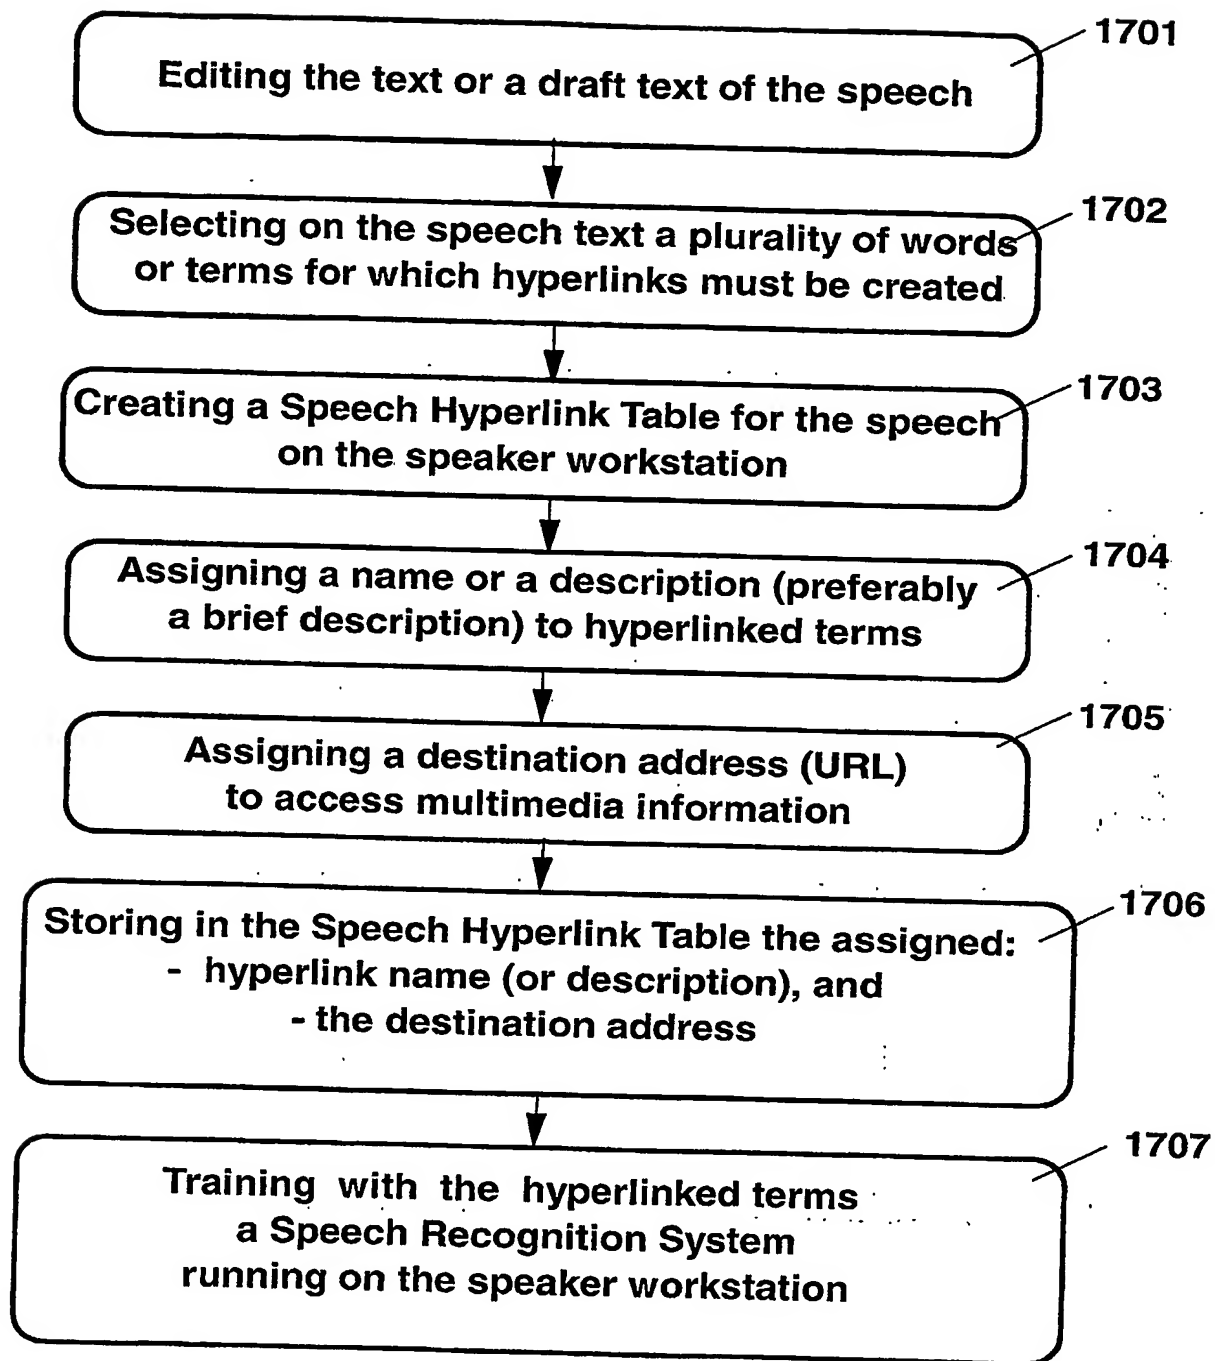 1701
Editing the text or a draft text of the speech
1702
Selecting on the speech text a plurality of words
or terms for which hyperlinks must be created
1703
Creating a Speech Hyperlink Table for the speech
on the speaker workstation
1704
Assigning a name or a description (preferably
a brief description) to hyperlinked terms
1705
Assigning a destination address (URL)
to access multimedia information
1706
Storing in the Speech Hyperlink Table the assigned:
- hyperlink name (or description), and
- the destination address
1707
Training with the hyperlinked terms
a Speech Recognition System
running on the speaker workstation